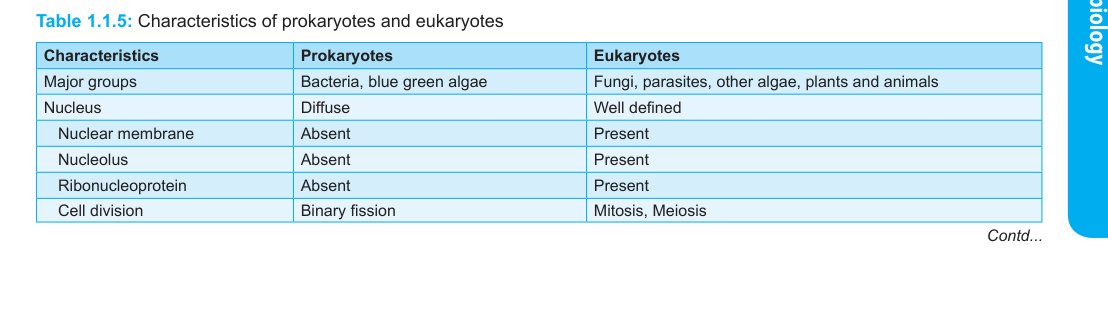 Table 1.1.5: Characteristics of prokaryotes and eukaryotes
Characteristics Prokaryotes Eukaryotes
Major groups Bacteria, blue green algae Fungi, parasites, other algae, plants and animals
Nucleus Diffuse Well defined
Nuclear membrane Absent Present
Nucleolus Absent Present
Ribonucleoprotein Absent Present
Cell division Binary fission Mitosis, Meiosis
Contd...